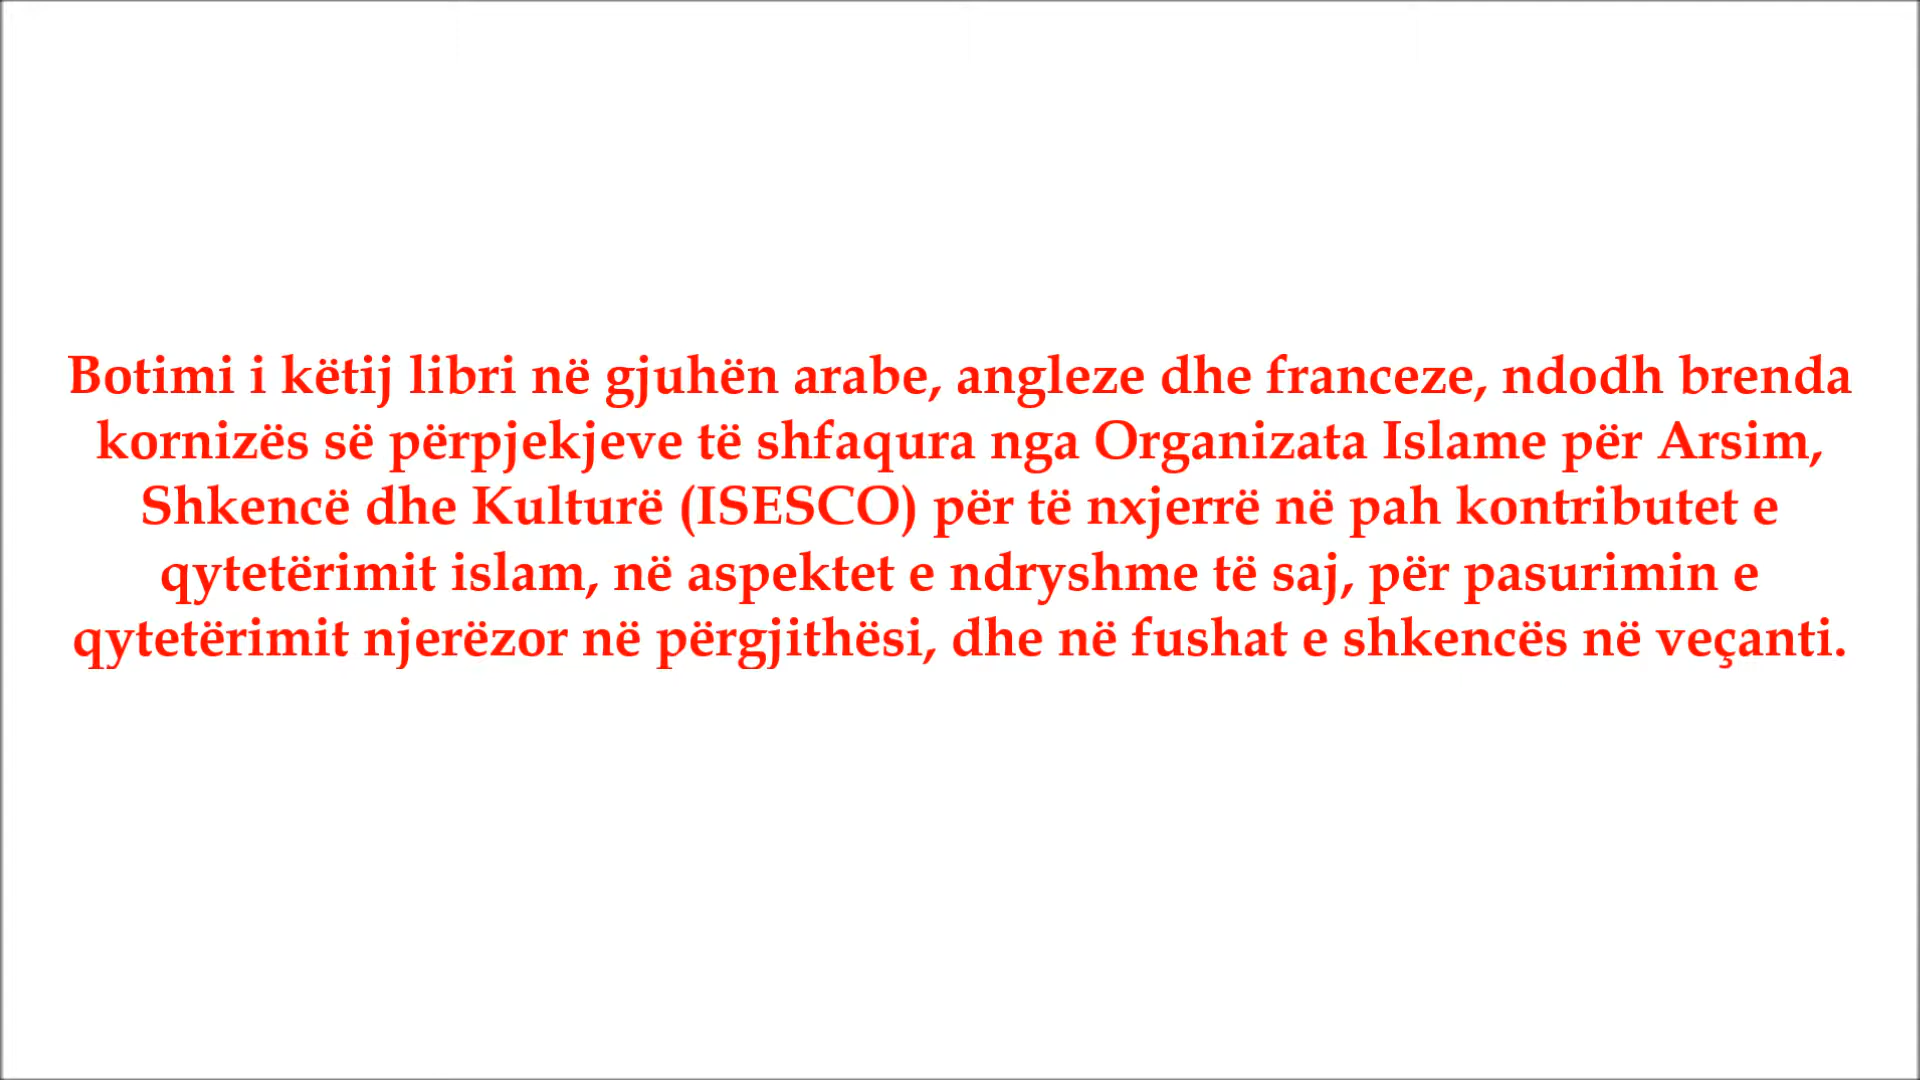 Botimi i këtij libri në gjuhën arabe, angleze dhe franceze, ndodh brenda
kornizës së përpjekjeve të shfaqura nga Organizata Islame për Arsim,
Shkencë dhe Kulturë (ISESCO) për të nxjerrë në pah kontributet e
qytetërimit islam, në aspektet e ndryshme të saj, për pasurimin e
qytetërimit njerëzor në përgjithësi, dhe në fushat e shkencës në veçanti.